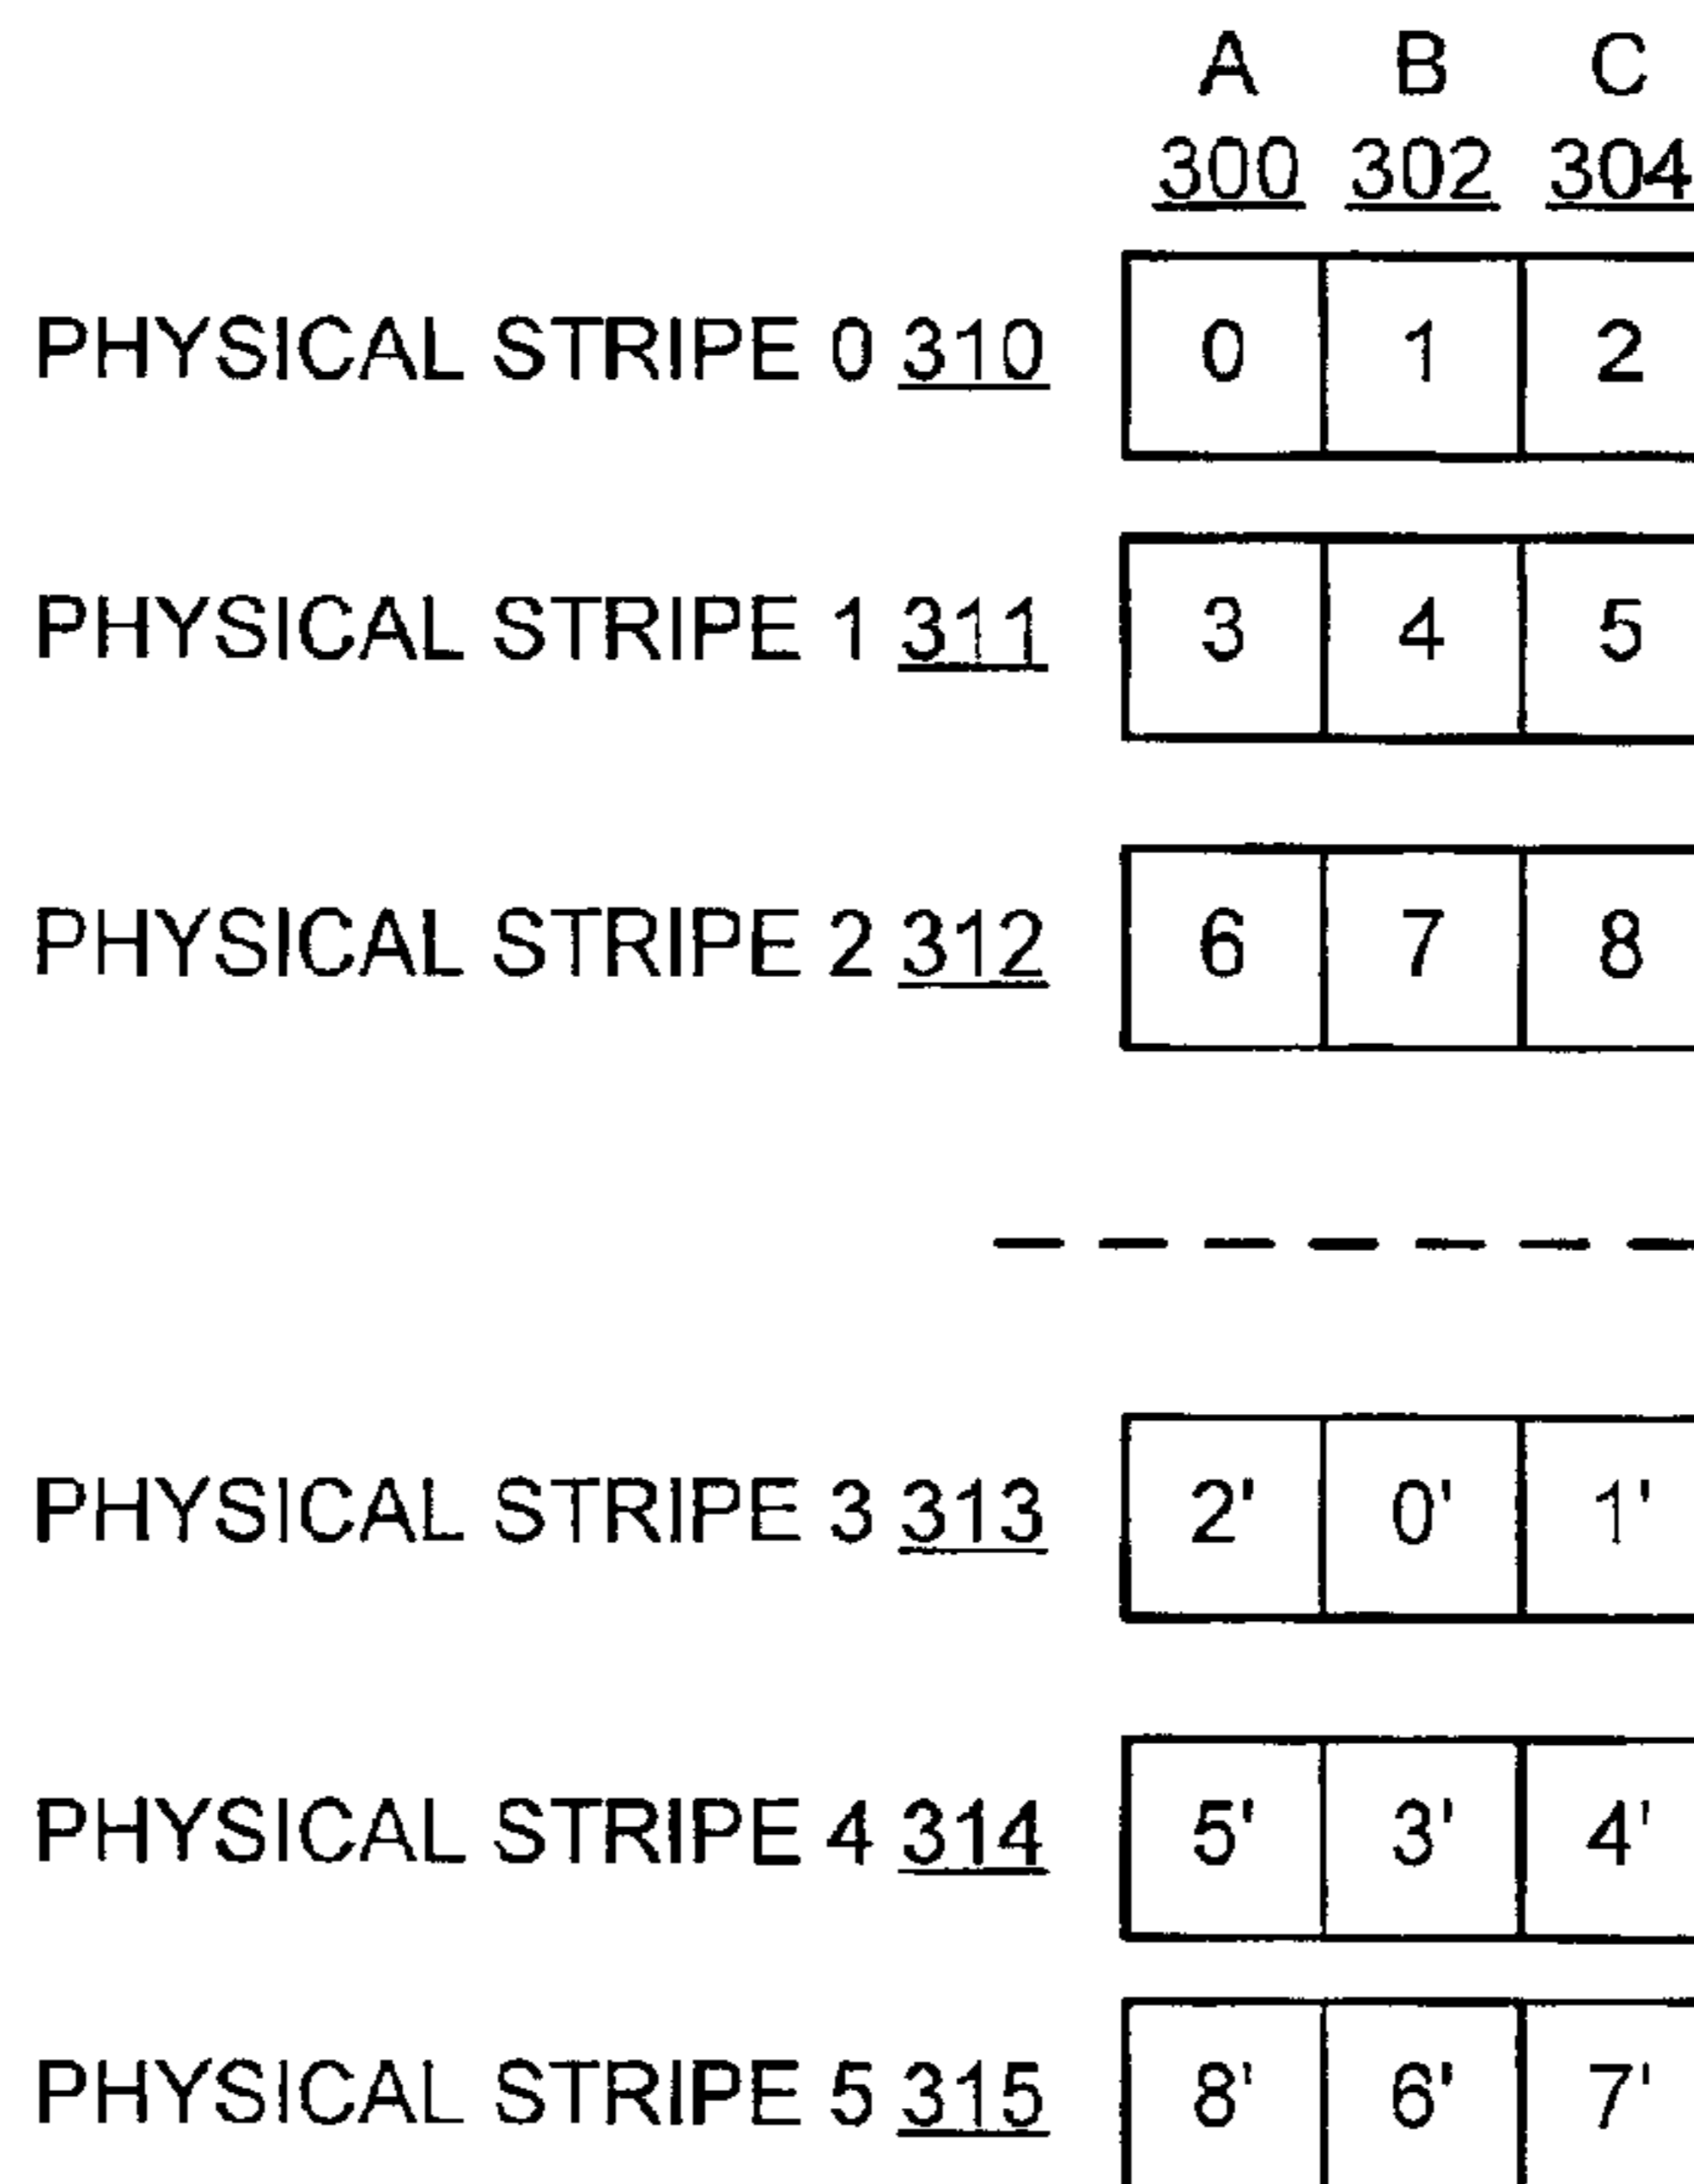 A B C
300 302 304
PHYSICAL STRIPE 0 310 0 1 2
PHYSICAL STRIPE 1 311 3 4 5
PHYSICAL STRIPE 2 312 6 7 8
PHYSICAL STRIPE 3 313 2' 0' 1'
PHYSICAL STRIPE 4 314 5' 3' 4'
PHYSICAL STRIPE 5 315 8' 6' 7'